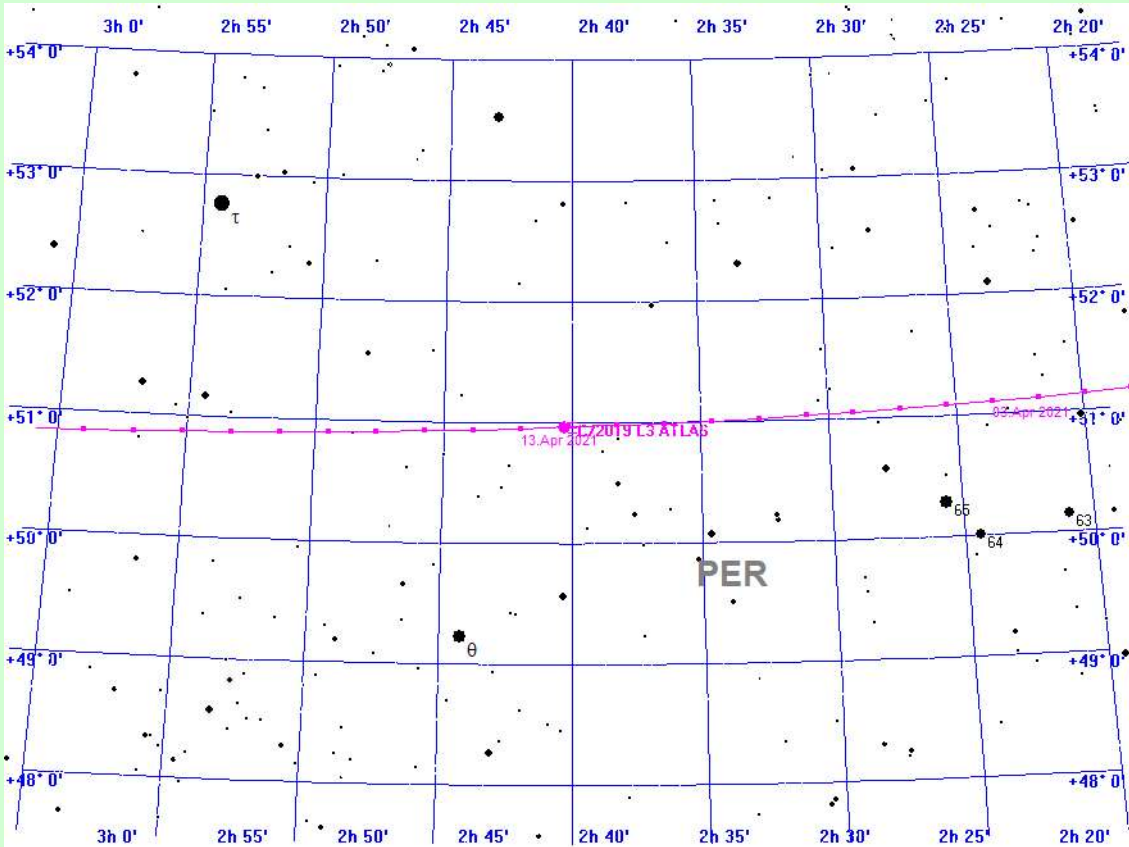 3h 0' 2h 55' 2h 50' 2h 45' 2h 40' 2h 35' 2h 30' 2h 25' 2h 20'
+54° 0' +54° 0'
+53° 0' +53° 0'
τ
+52° 0' +52° 0'
+51° 0' 03.Apr 2021 +51° 0'
C/2019 L3 ATLAS
13.Apr 2021
65 63
+50° 0' 64 +50° 0'
PER
θ
+49° 0' +49° 0'
+48° 0' +48° 0'
3h 0' 2h 55' 2h 50' 2h 45' 2h 40' 2h 35' 2h 30' 2h 25' 2h 20'